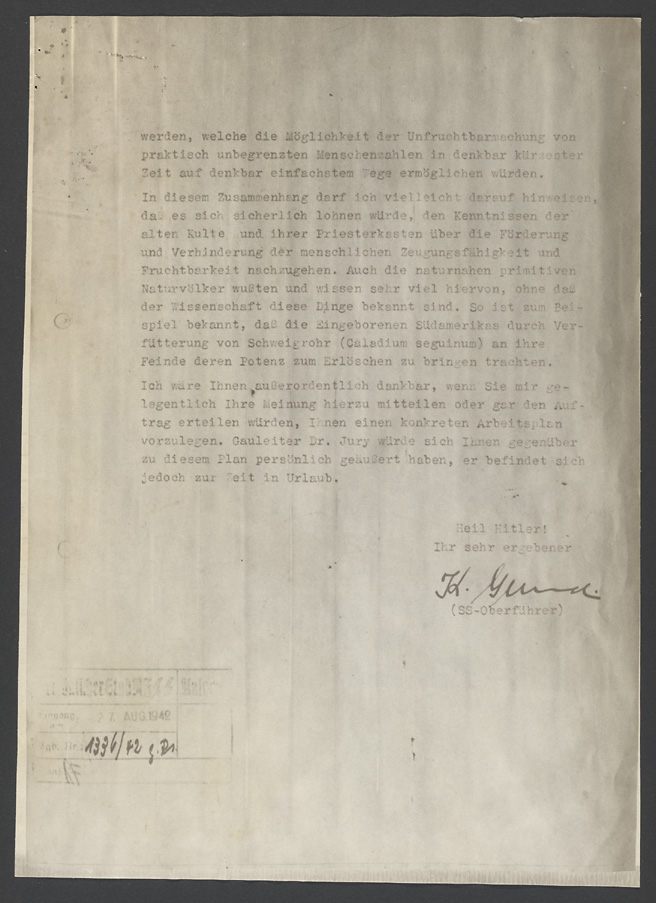 werden, welche die Möglichkeit der Unfruchtbarmachung von
praktisch unbegrenzten Menschenzahlen in denkbar kürzester
Zeit auf denkbar einfachstem Wege ermöglichen würden.
In diesem Zusammenhang darf ich vielleicht darauf hinweisen,
daß es sich sicherlich lohnen würde, den Kenntnissen der
alten Kulte und ihrer Priesterkasten über die Förderung
und Verhinderung der menschlichen Zeugungsfähigkeit und
Fruchtbarkeit nachzugehen. Auch die naturnahen primitiven
Naturvölker wußten und wissen sehr viel hiervon, ohne daß
der Wissenschaft diese Dinge bekannt sind. So ist zum Bei-
spiel bekannt, daß die Eingeborenen Südamerikas durch Ver-
fütterung von Schweigrohr (Caladium seguinum) an ihre
Feinde deren Potenz zum Erlöschen zu bringen trachten.
Ich wäre Ihnen außerordentlich dankbar, wenn Sie mir ge-
legentlich Ihre Meinung hierzu mitteilen oder gar den Auf-
trag erteilen würden, Ihnen einen konkreten Arbeitsplan
vorzulegen. Gauleiter Dr. Jury würde sich Ihnen gegenüber
zu diesem Plan persönlich geäußert haben, er befindet sich
jedoch zur Zeit in Urlaub.
Heil Hitler!
Ihr sehr ergebener
K. Gund
(SS-Oberführer)
27. AUG. 1942
1336/42 g.Rs.